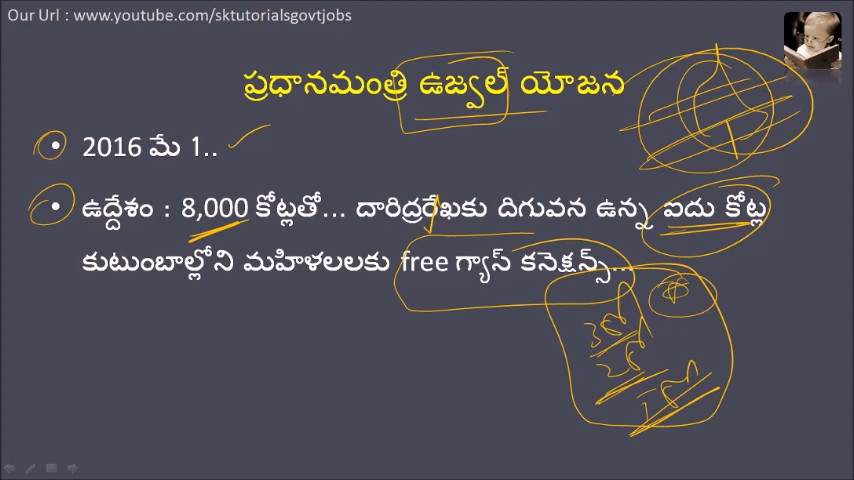 Our Url : www.youtube.com/sktutorialsgovtjobs
ప్రధానమంత్రి ఉజ్వల్ యోజన
• 2016 మే 1..
• ఉద్దేశం : 8,000 కోట్లతో... దారిద్రరేఖకు దిగువన ఉన్న ఐదు కోట్ల
కుటుంబాల్లోని మహిళలలకు free గ్యాస్ కనెక్షన్స్...